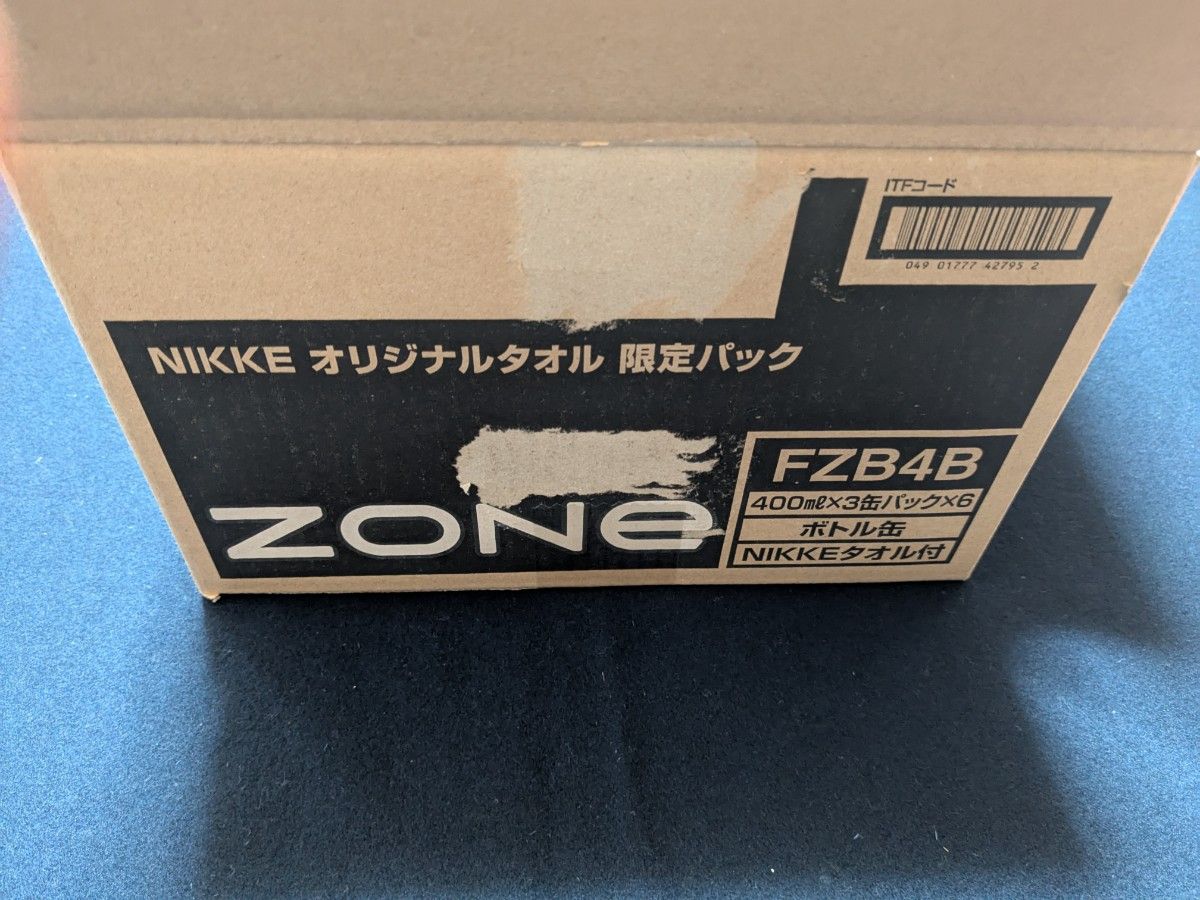 ITFコード
049 01777 42795 2
NIKKE オリジナルタオル 限定パック
ZONe
FZB4B
400㎖×3缶パック×6
ボトル缶
NIKKEタオル付